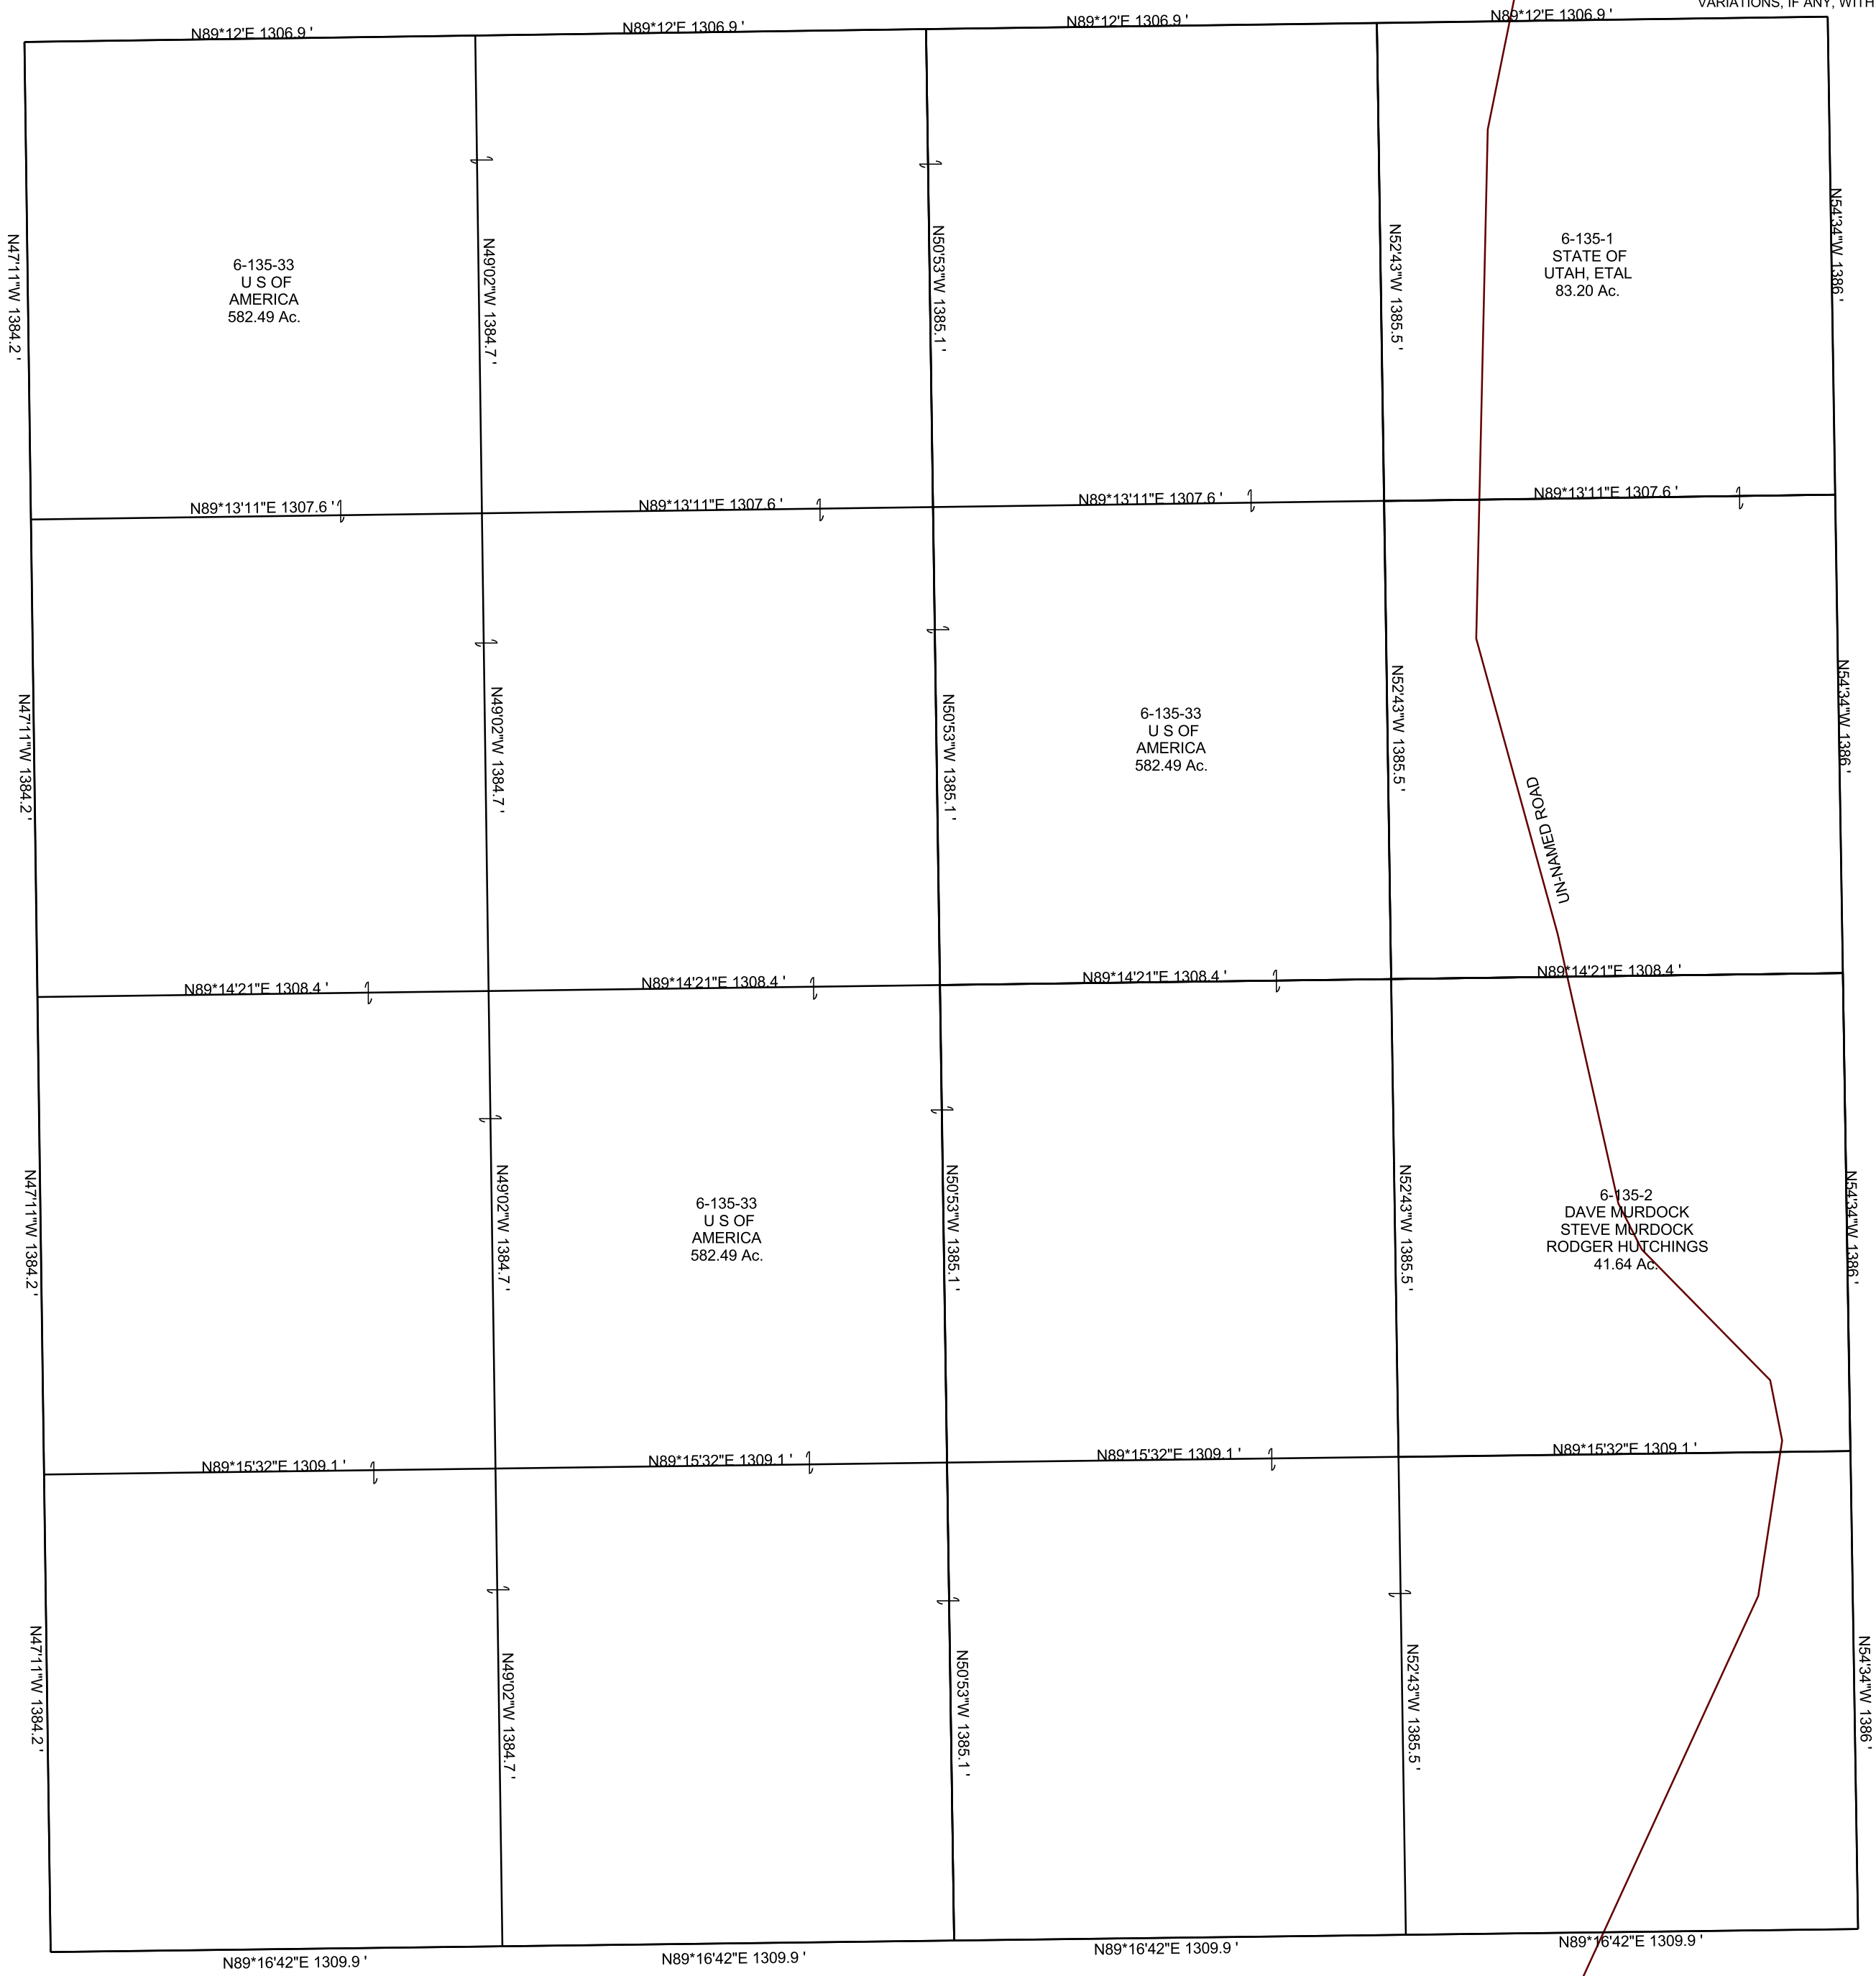 VARIATIONS, IF ANY, WITH
N89*12'E 1306.9 '
N89*12'E 1306.9 '
N89*12'E 1306.9 '
N89*12'E 1306.9 '
N47'11"W 1384.2 '
6-135-33
U S OF
AMERICA
582.49 Ac.
N49'02"W 1384.7 '
N50'53"W 1385.1 '
N52'43"W 1385.5 '
6-135-1
STATE OF
UTAH, ETAL
83.20 Ac.
N54'34"W 1386 '
N89*13'11"E 1307.6 '
N89*13'11"E 1307.6 '
N89*13'11"E 1307.6 '
N89*13'11"E 1307.6 '
N47'11"W 1384.2 '
N49'02"W 1384.7 '
N50'53"W 1385.1 '
6-135-33
U S OF
AMERICA
582.49 Ac.
N52'43"W 1385.5 '
UN-NAMED ROAD
N54'34"W 1386 '
N89*14'21"E 1308.4 '
N89*14'21"E 1308.4 '
N89*14'21"E 1308.4 '
N89*14'21"E 1308.4 '
N47'11"W 1384.2 '
N49'02"W 1384.7 '
6-135-33
U S OF
AMERICA
582.49 Ac.
N50'53"W 1385.1 '
N52'43"W 1385.5 '
6-135-2
DAVE MURDOCK
STEVE MURDOCK
RODGER HUTCHINGS
41.64 Ac.
N54'34"W 1386 '
N89*15'32"E 1309.1 '
N89*15'32"E 1309.1 '
N89*15'32"E 1309.1 '
N89*15'32"E 1309.1 '
N47'11"W 1384.2 '
N49'02"W 1384.7 '
N50'53"W 1385.1 '
N52'43"W 1385.5 '
N54'34"W 1386 '
N89*16'42"E 1309.9 '
N89*16'42"E 1309.9 '
N89*16'42"E 1309.9 '
N89*16'42"E 1309.9 '